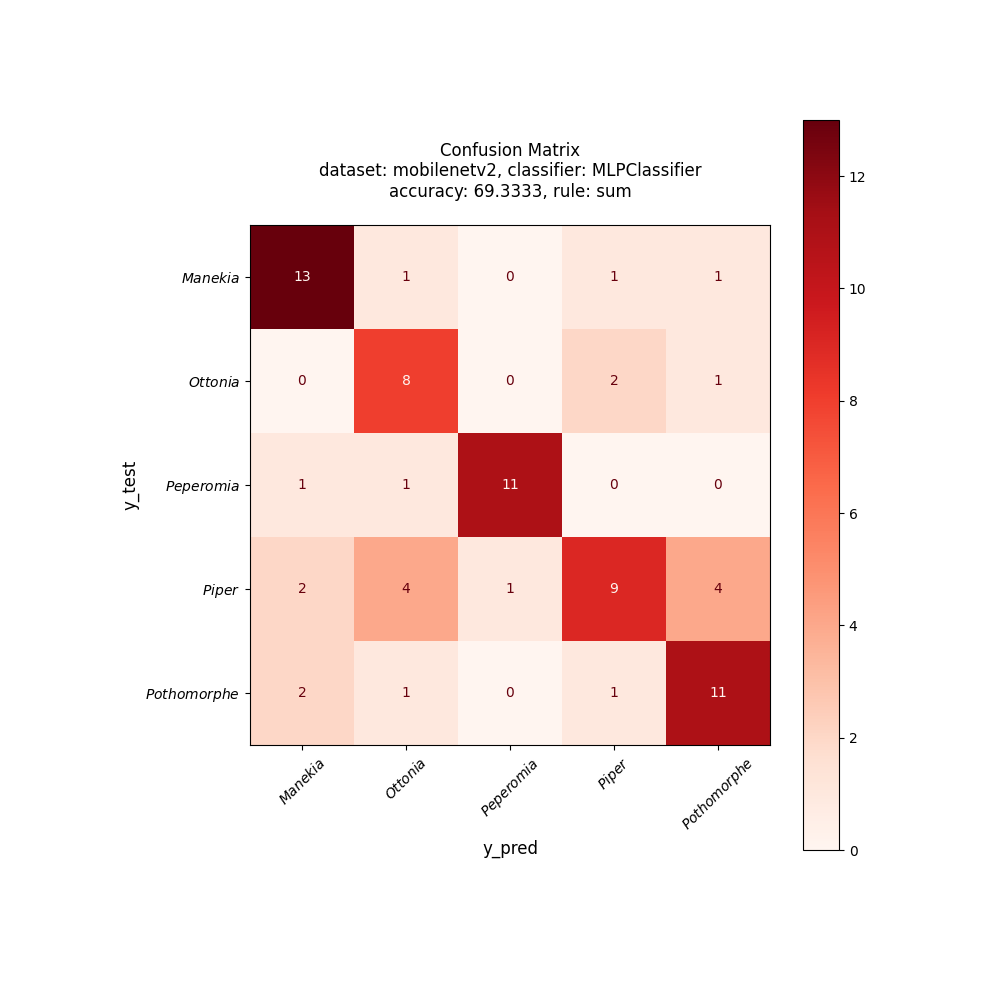 Confusion Matrix
dataset: mobilenetv2, classifier: MLPClassifier
accuracy: 69.3333, rule: sum
Manekia 13 1 0 1 1
Ottonia 0 8 0 2 1
Peperomia 1 1 11 0 0
Piper 2 4 1 9 4
Pothomorphe 2 1 0 1 11
y_test
Manekia Ottonia Peperomia Piper Pothomorphe
y_pred
12
10
8
6
4
2
0